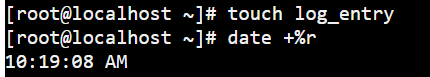 [root@localhost ~]# touch log_entry
[root@localhost ~]# date +%r
10:19:08 AM